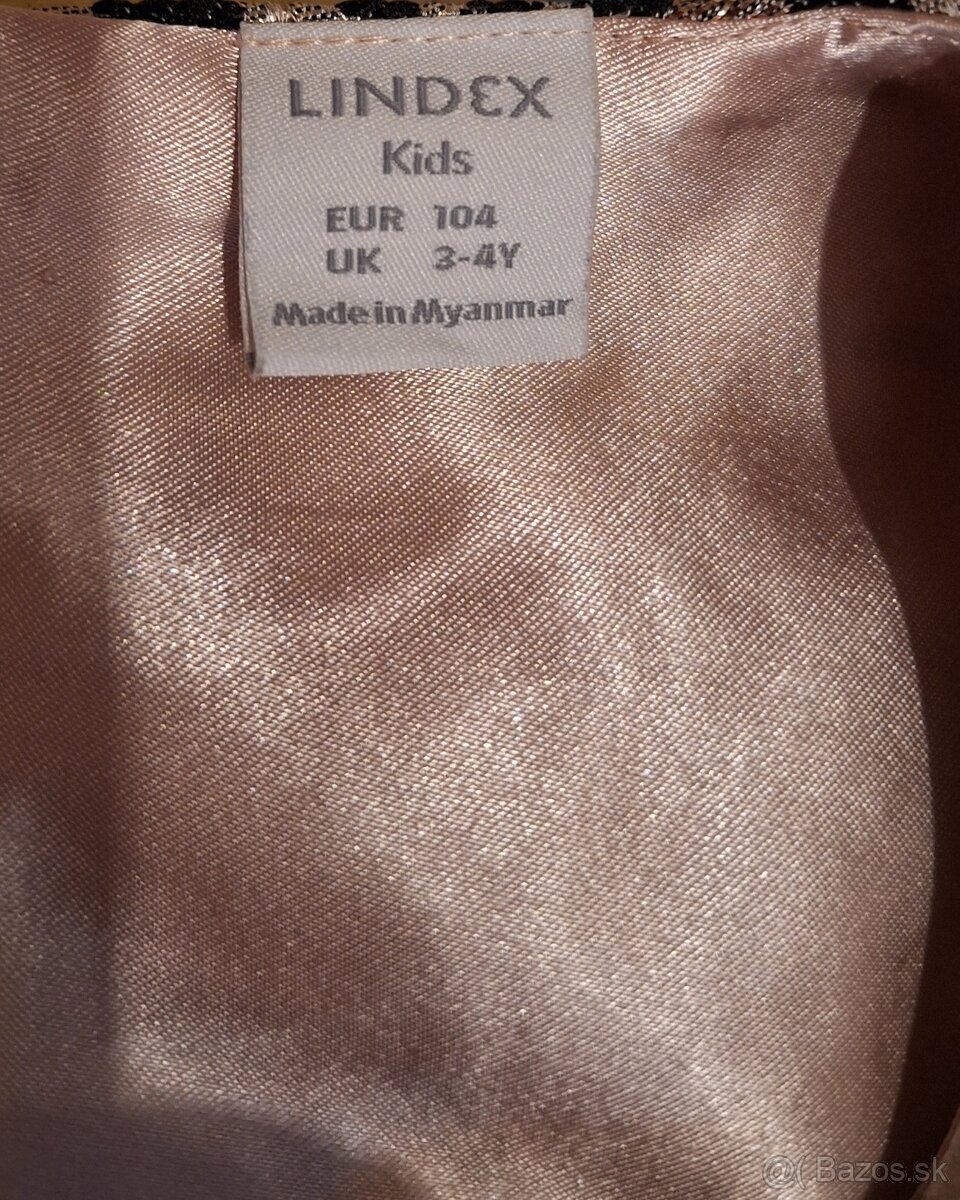 LINDEX
Kids
EUR 104
UK 3-4Y
Made in Myanmar
@( Bazos.sk